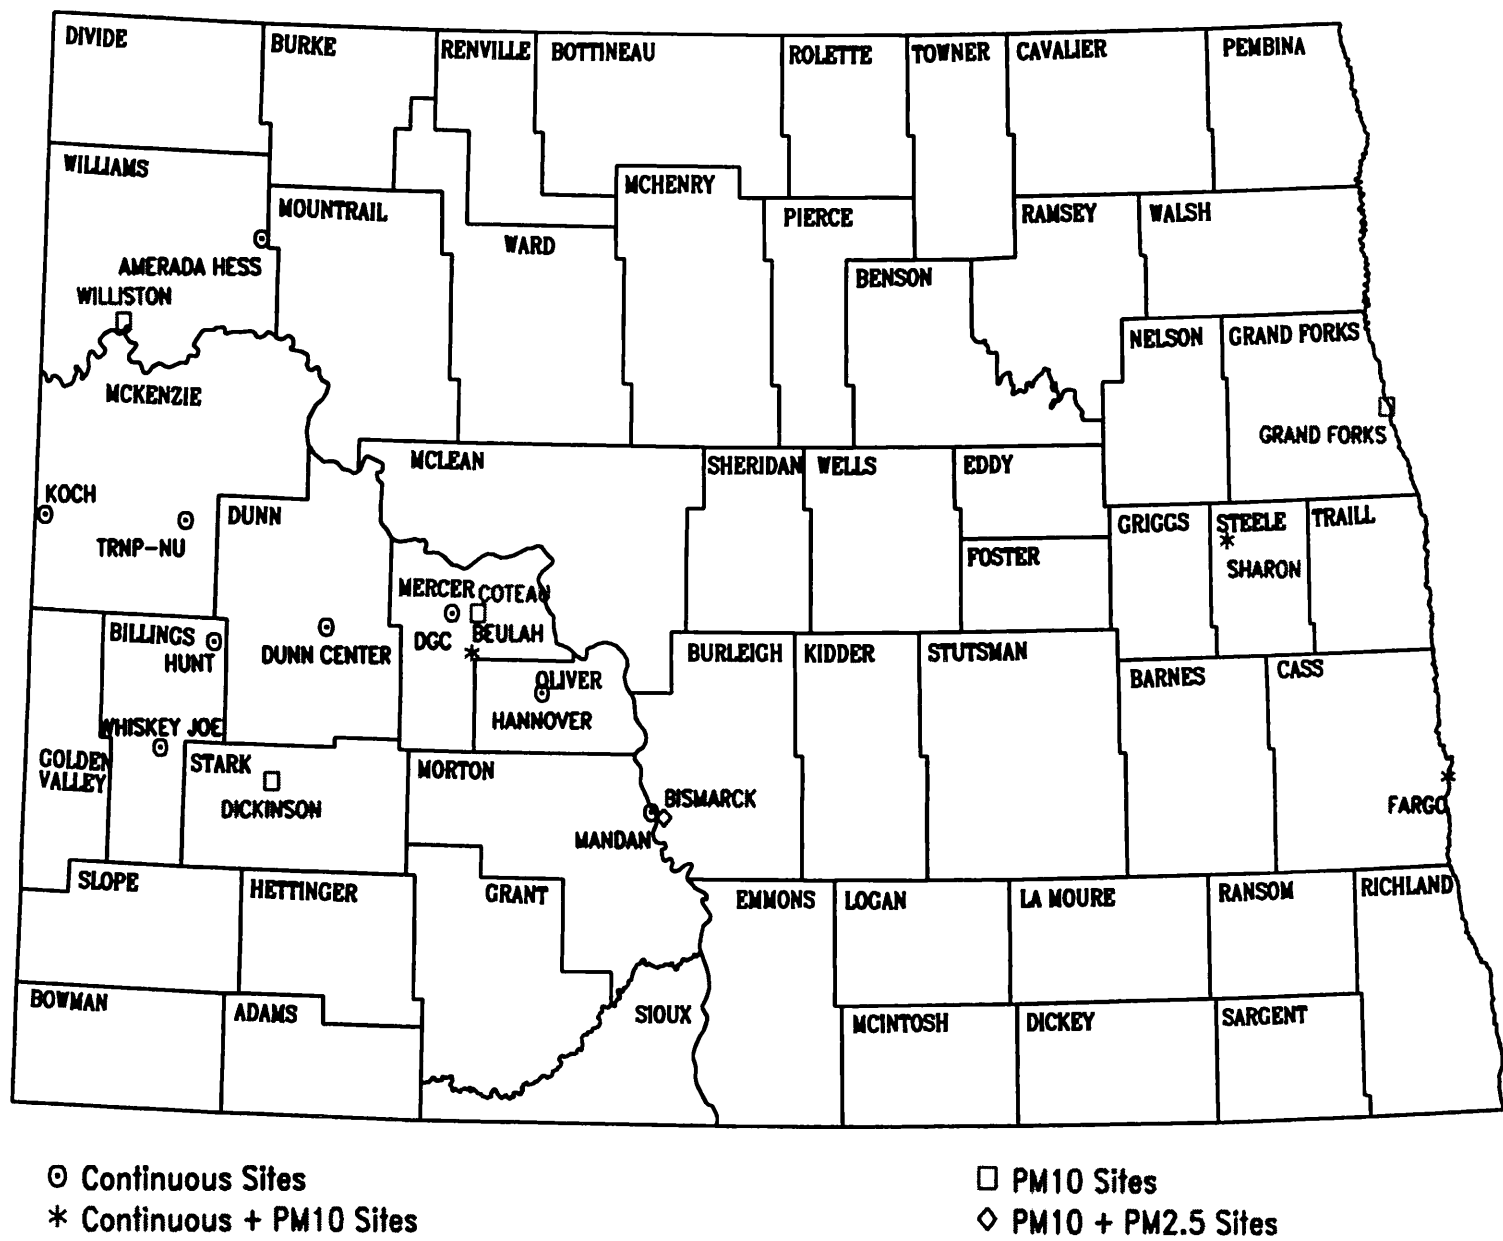 DIVIDE
BURKE
RENVILLE
BOTTINEAU
ROLETTE
TOWNER
CAVALIER
PEMBINA
WILLIAMS
MOUNTRAIL
WARD
MCHENRY
PIERCE
RAMSEY
WALSH
AMERADA HESS
BENSON
WILLISTON
NELSON
GRAND FORKS
MCKENZIE
GRAND FORKS
MCLEAN
SHERIDAN
WELLS
EDDY
KOCH
DUNN
GRIGGS
STEELE
TRAILL
TRNP-NU
FOSTER
SHARON
MERCER
COTEAU
BILLINGS
HUNT
DUNN CENTER
DGC
BEULAH
BURLEIGH
KIDDER
STUTSMAN
BARNES
CASS
OLIVER
HANNOVER
WHISKEY JOE
GOLDEN
VALLEY
STARK
MORTON
DICKINSON
BISMARCK
FARGO
MANDAN
SLOPE
HETTINGER
GRANT
EMMONS
LOGAN
LA MOURE
RANSOM
RICHLAND
BOWMAN
ADAMS
SIOUX
MCINTOSH
DICKEY
SARGENT
Continuous Sites
Continuous + PM10 Sites
PM10 Sites
PM10 + PM2.5 Sites